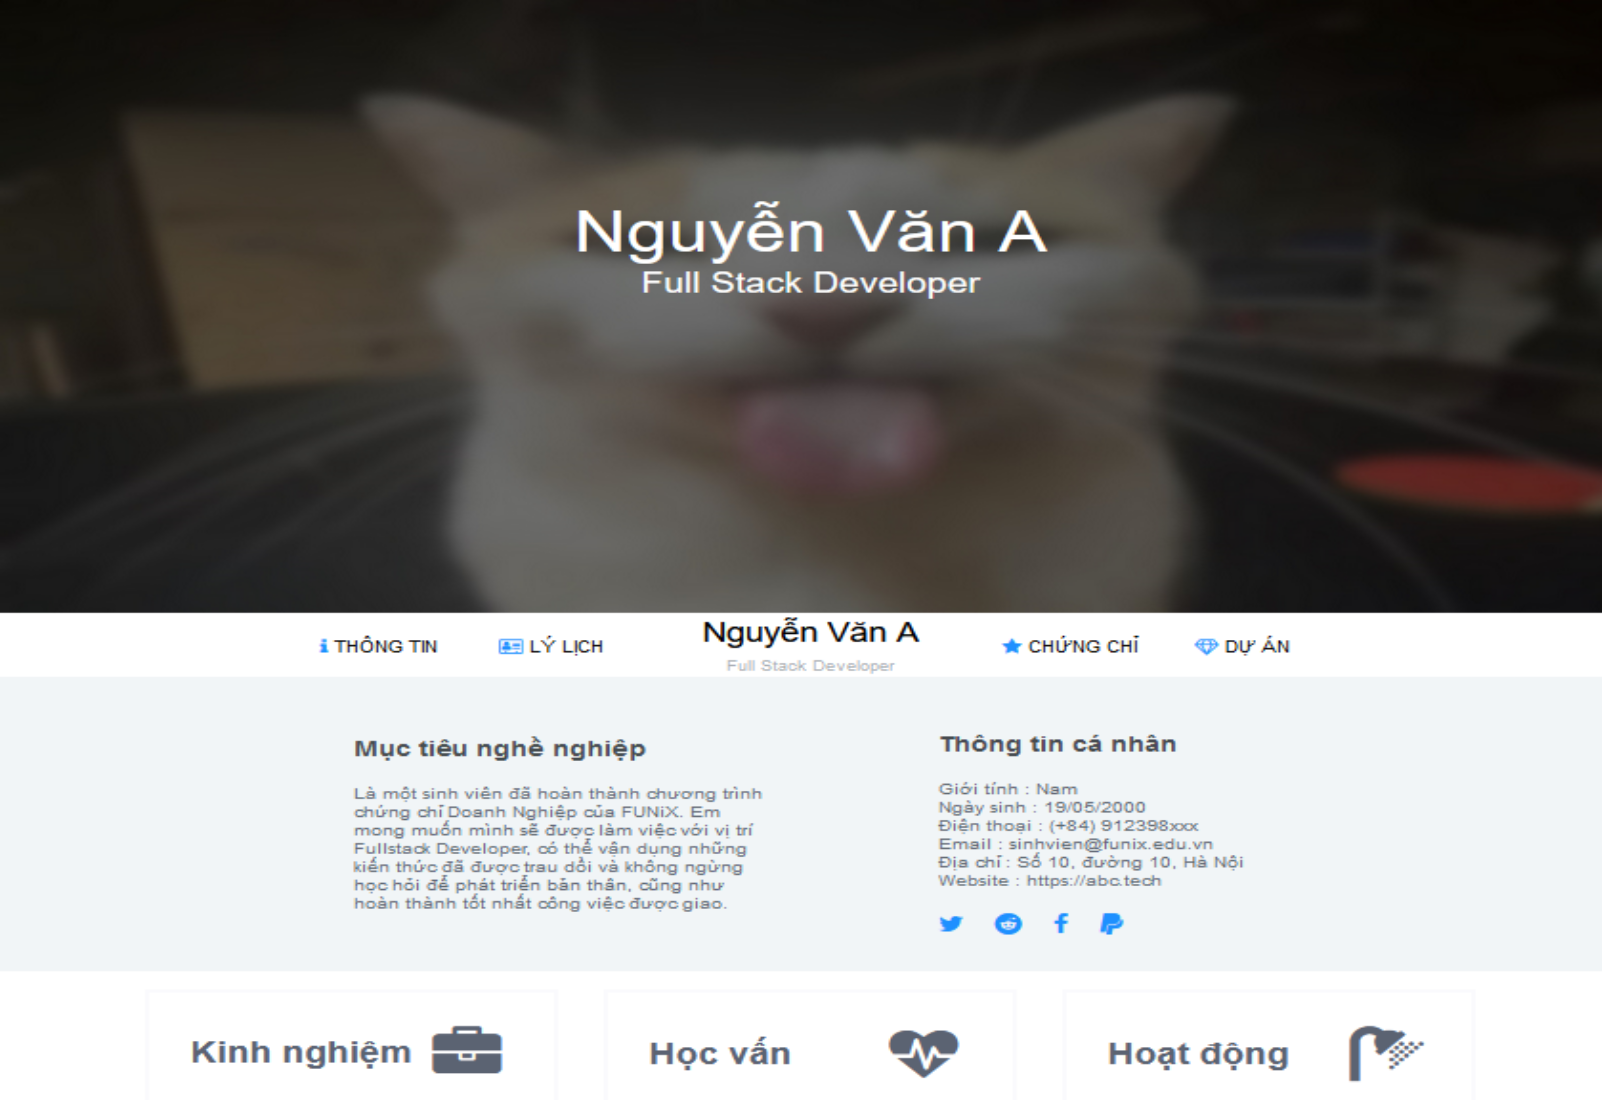 Nguyễn Văn A
Full Stack Developer
THÔNG TIN
LÝ LỊCH
Nguyễn Văn A
Full Stack Developer
CHỨNG CHỈ
DỰ ÁN
Mục tiêu nghề nghiệp
Là một sinh viên đã hoàn thành chương trình
chứng chỉ Doanh Nghiệp của FUNiX. Em
mong muốn mình sẽ được làm việc với vị trí
Fullstack Developer, có thể vận dụng những
kiến thức đã được trau dồi và không ngừng
học hỏi để phát triển bản thân, cũng như
hoàn thành tốt nhất công việc được giao.
Thông tin cá nhân
Giới tính : Nam
Ngày sinh : 19/05/2000
Điện thoại : (+84) 912398xxx
Email : sinhvien@funix.edu.vn
Địa chỉ : Số 10, đường 10, Hà Nội
Website : https://abc.tech
Kinh nghiệm
Học vấn
Hoạt động